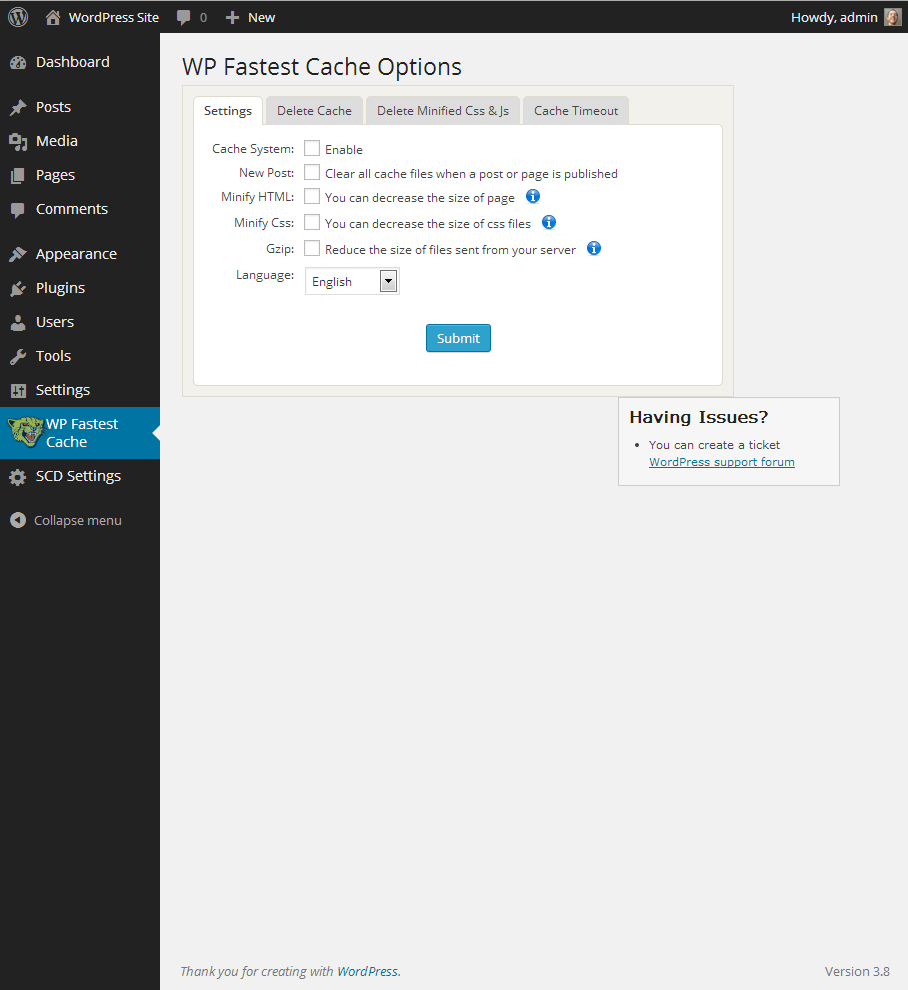 WordPress Site 0 New Howdy, admin
Dashboard
Posts
Media
Pages
Comments
Appearance
Plugins
Users
Tools
Settings
WP Fastest
Cache
SCD Settings
Collapse menu
WP Fastest Cache Options
Settings Delete Cache Delete Minified Css & Js Cache Timeout
Cache System: Enable
New Post: Clear all cache files when a post or page is published
Minify HTML: You can decrease the size of page
Minify Css: You can decrease the size of css files
Gzip: Reduce the size of files sent from your server
Language: English
Submit
Having Issues?
• You can create a ticket
WordPress support forum
Thank you for creating with WordPress. Version 3.8